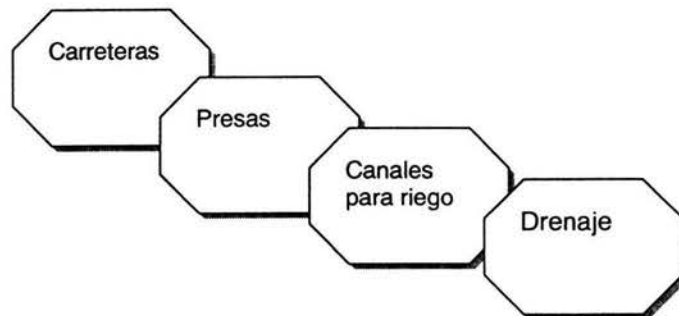 Carreteras
Presas
Canales
para riego
Drenaje